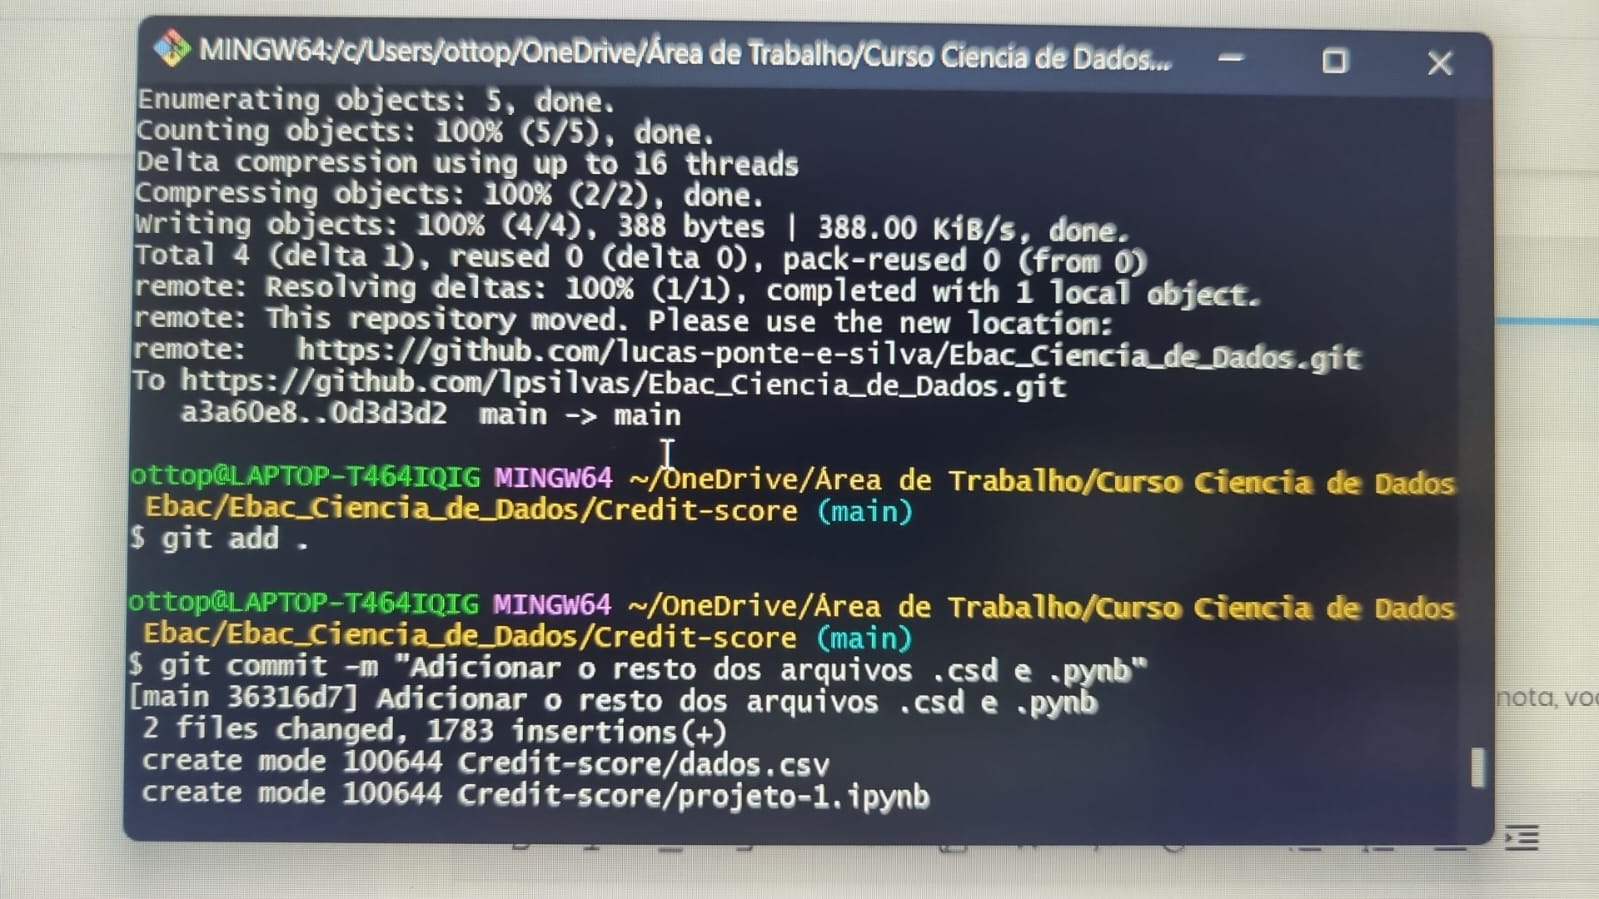 MINGW64:/c/Users/ottop/OneDrive/Área de Trabalho/Curso Ciencia de Dados...
Enumerating objects: 5, done.
Counting objects: 100% (5/5), done.
Delta compression using up to 16 threads
Compressing objects: 100% (2/2), done.
Writing objects: 100% (4/4), 388 bytes | 388.00 KiB/s, done.
Total 4 (delta 1), reused 0 (delta 0), pack-reused 0 (from 0)
remote: Resolving deltas: 100% (1/1), completed with 1 local object.
remote: This repository moved. Please use the new location:
remote:   https://github.com/lucas-ponte-e-silva/Ebac_Ciencia_de_Dados.git
To https://github.com/lpsilvas/Ebac_Ciencia_de_Dados.git
   a3a60e8..0d3d3d2  main -> main
ottop@LAPTOP-T464IQIG MINGW64 ~/OneDrive/Área de Trabalho/Curso Ciencia de Dados
 Ebac/Ebac_Ciencia_de_Dados/Credit-score (main)
$ git add .
ottop@LAPTOP-T464IQIG MINGW64 ~/OneDrive/Área de Trabalho/Curso Ciencia de Dados
 Ebac/Ebac_Ciencia_de_Dados/Credit-score (main)
$ git commit -m "Adicionar o resto dos arquivos .csd e .pynb"
[main 36316d7] Adicionar o resto dos arquivos .csd e .pynb
 2 files changed, 1783 insertions(+)
 create mode 100644 Credit-score/dados.csv
 create mode 100644 Credit-score/projeto-1.ipynb
nota,